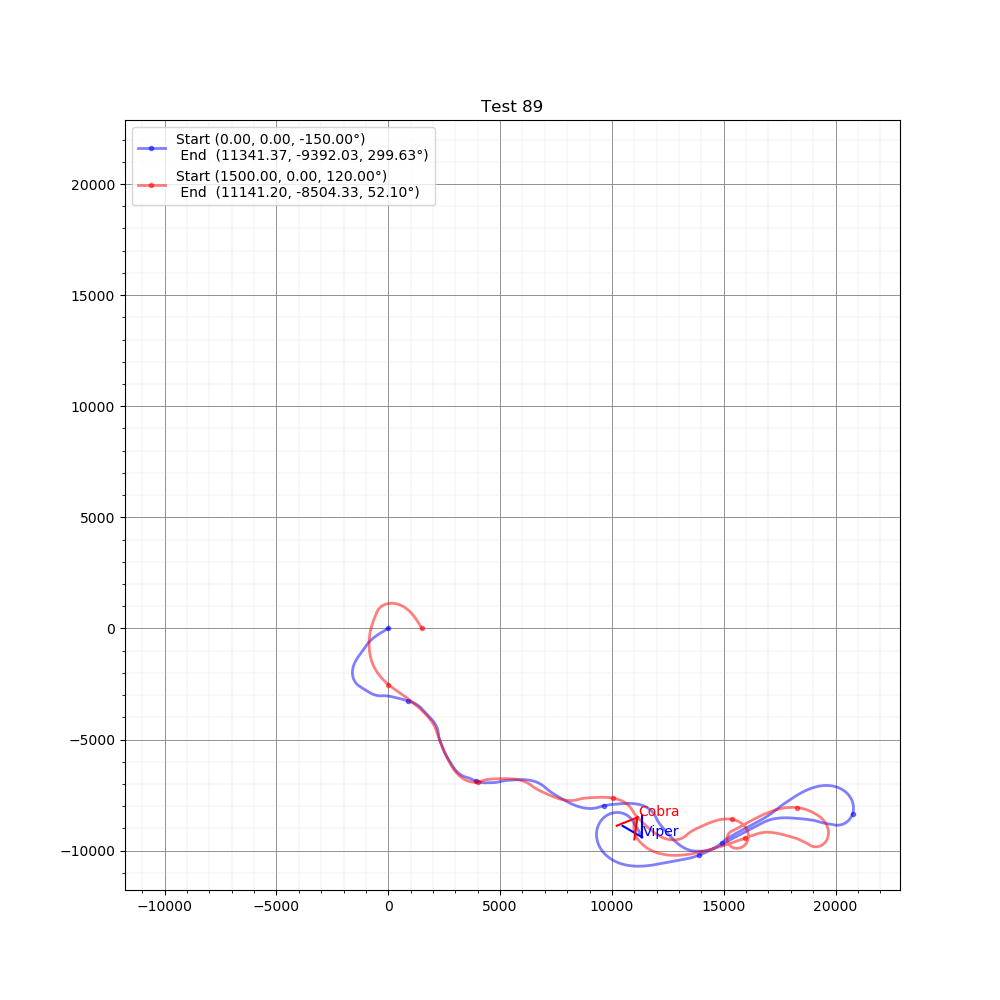 Test 89
Start (0.00, 0.00, -150.00°)
End (11341.37, -9392.03, 299.63°)
Start (1500.00, 0.00, 120.00°)
End (11141.20, -8504.33, 52.10°)
20000
15000
10000
5000
0
−5000
−10000
Cobra
Viper
−10000
−5000
0
5000
10000
15000
20000